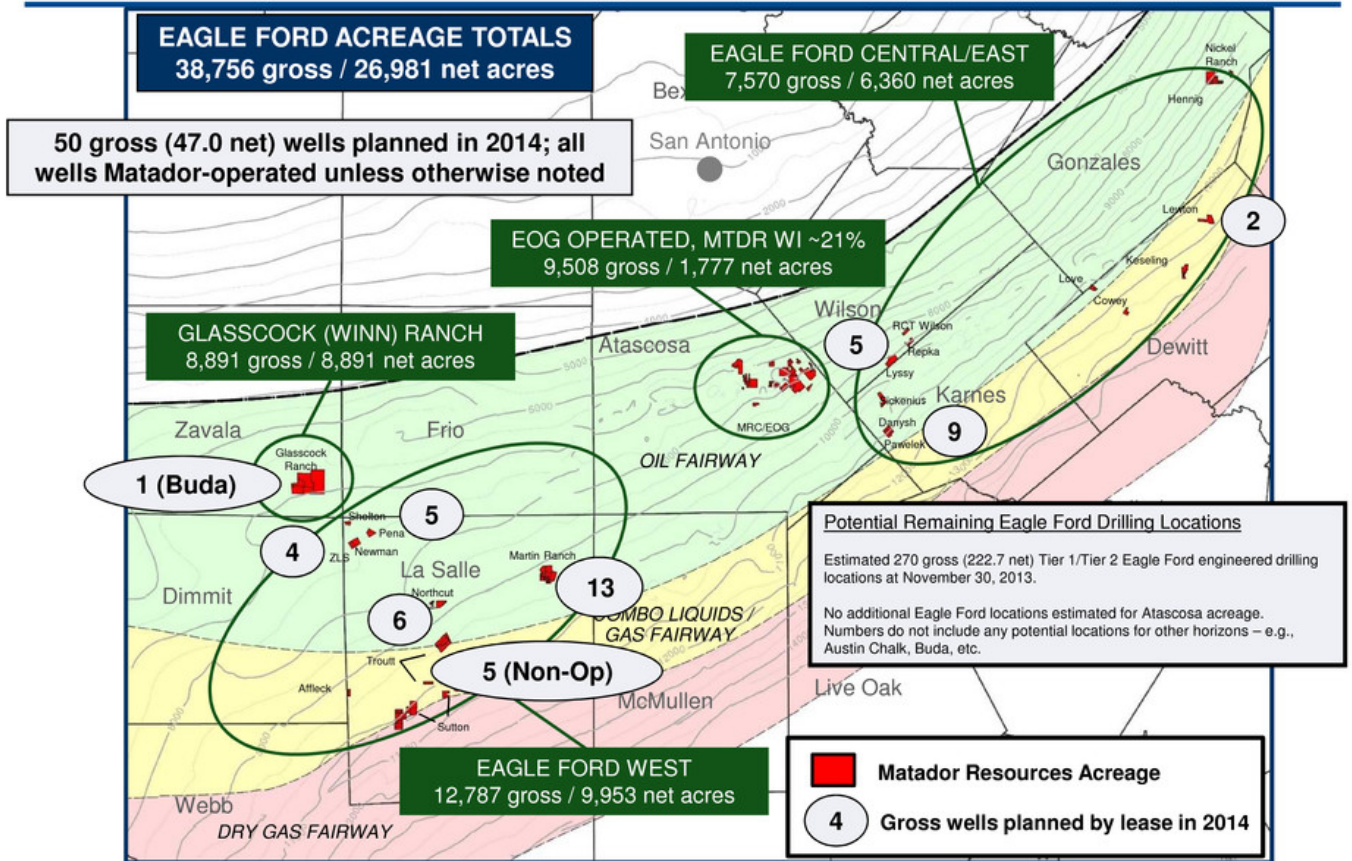 EAGLE FORD ACREAGE TOTALS
38,756 gross / 26,981 net acres
50 gross (47.0 net) wells planned in 2014; all
wells Matador-operated unless otherwise noted
EAGLE FORD CENTRAL/EAST
7,570 gross / 6,360 net acres
Nickel
Ranch
Hennig
Bex
San Antonio
Gonzales
2000
9000
Lewton
2
EOG OPERATED, MTDR WI ~21%
9,508 gross / 1,777 net acres
Keseling
Love
Cowey
Wilson
8000
RCT Wilson
Repka
5
Lyssy
Dewitt
GLASSCOCK (WINN) RANCH
8,891 gross / 8,891 net acres
4000
Atascosa
5000
6000
Sickenius
Karnes
Danysh
Pawelek
9
MRC/EOG
10000
Zavala
Frio
Glasscock
Ranch
1 (Buda)
OIL FAIRWAY
Shelton
5
Pena
4
ZLS
Newman
La Salle
Martin Ranch
13
Dimmit
Northcut
6
COMBO LIQUIDS /
GAS FAIRWAY
Troutt
5 (Non-Op)
Affleck
McMullen
Live Oak
Sutton
Potential Remaining Eagle Ford Drilling Locations
Estimated 270 gross (222.7 net) Tier 1/Tier 2 Eagle Ford engineered drilling
locations at November 30, 2013.
No additional Eagle Ford locations estimated for Atascosa acreage.
Numbers do not include any potential locations for other horizons – e.g.,
Austin Chalk, Buda, etc.
EAGLE FORD WEST
12,787 gross / 9,953 net acres
Webb
DRY GAS FAIRWAY
Matador Resources Acreage
4
Gross wells planned by lease in 2014